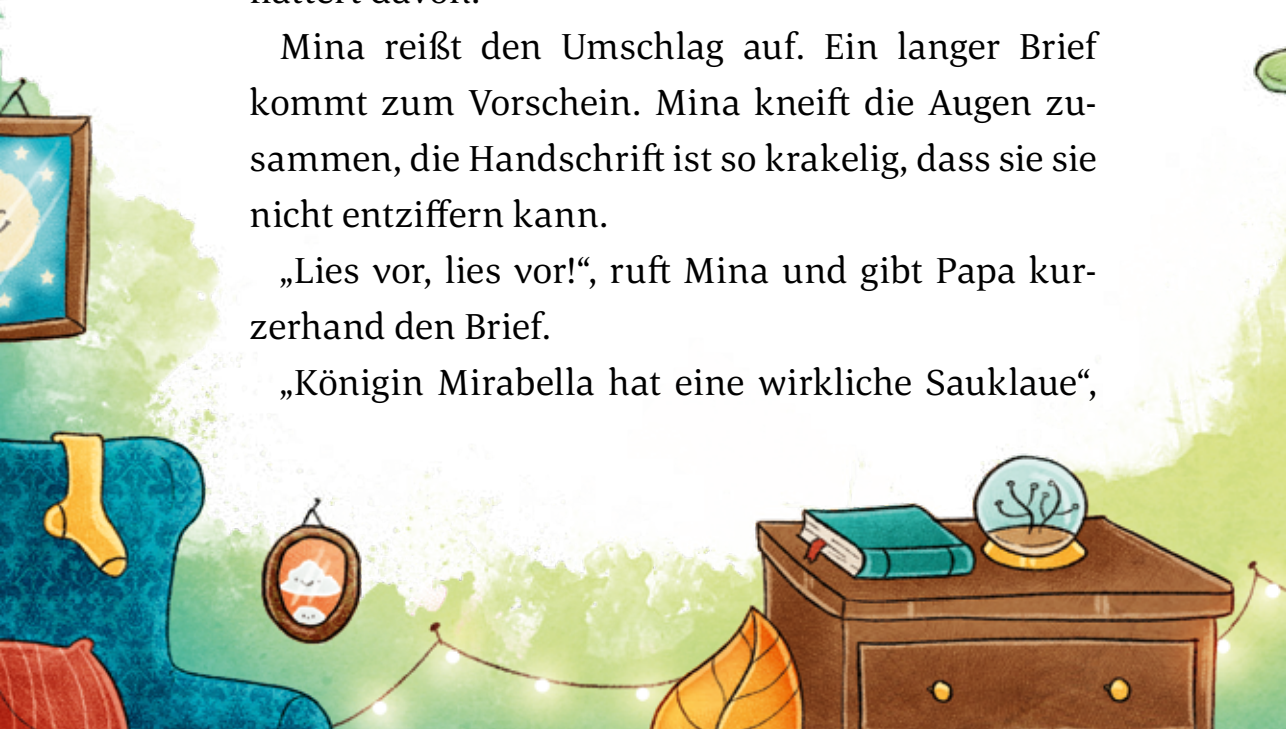 Mina reißt den Umschlag auf. Ein langer Brief
kommt zum Vorschein. Mina kneift die Augen zu-
sammen, die Handschrift ist so krakelig, dass sie sie
nicht entziffern kann.
„Lies vor, lies vor!“, ruft Mina und gibt Papa kur-
zerhand den Brief.
„Königin Mirabella hat eine wirkliche Sauklaue“,